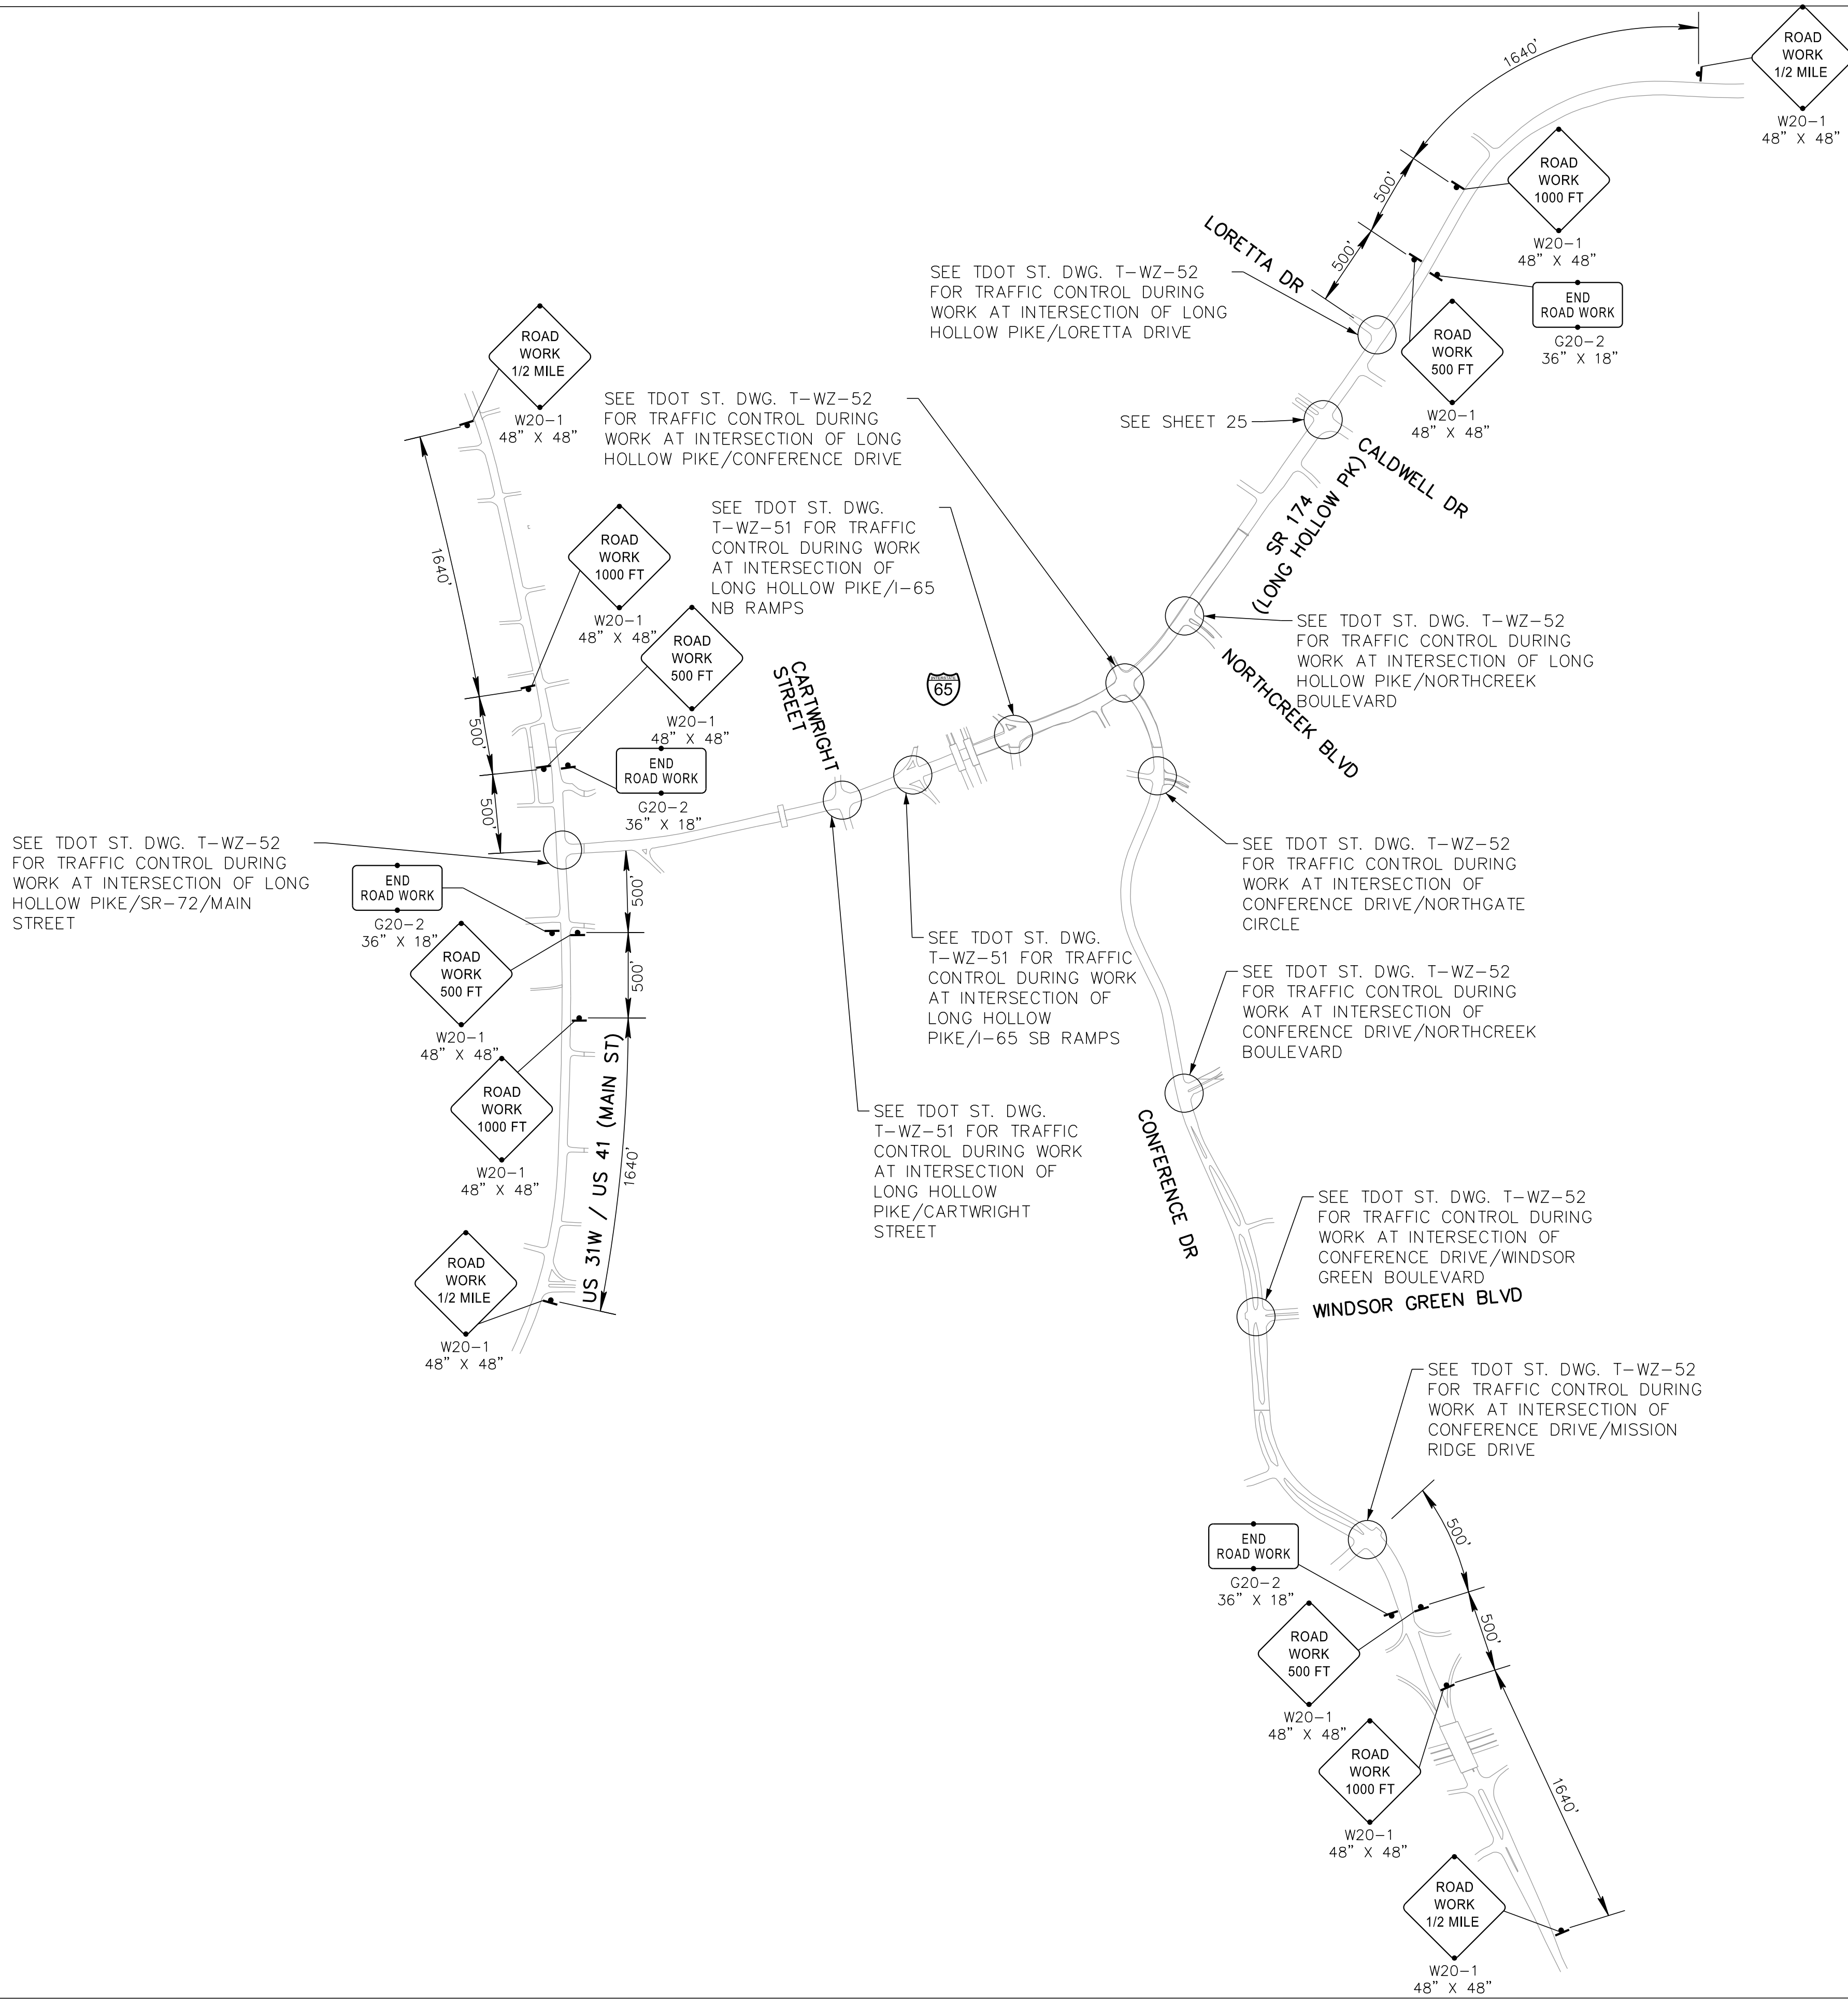 1640'
ROAD
WORK
1/2 MILE
W20-1
48" X 48"
500'
ROAD
WORK
1000 FT
W20-1
48" X 48"
500'
LORETTA DR
END
ROAD WORK
G20-2
36" X 18"
ROAD
WORK
500 FT
W20-1
48" X 48"
SEE TDOT ST. DWG. T-WZ-52
FOR TRAFFIC CONTROL DURING
WORK AT INTERSECTION OF LONG
HOLLOW PIKE/LORETTA DRIVE
SEE SHEET 25
CALDWELL DR
SR 174
(LONG HOLLOW PK)
ROAD
WORK
1/2 MILE
W20-1
48" X 48"
1640'
SEE TDOT ST. DWG. T-WZ-52
FOR TRAFFIC CONTROL DURING
WORK AT INTERSECTION OF LONG
HOLLOW PIKE/CONFERENCE DRIVE
ROAD
WORK
1000 FT
W20-1
48" X 48"
SEE TDOT ST. DWG.
T-WZ-51 FOR TRAFFIC
CONTROL DURING WORK
AT INTERSECTION OF
LONG HOLLOW PIKE/I-65
NB RAMPS
ROAD
WORK
500 FT
W20-1
48" X 48"
500'
500'
END
ROAD WORK
G20-2
36" X 18"
CARTWRIGHT
STREET
INTERSTATE
65
SEE TDOT ST. DWG. T-WZ-52
FOR TRAFFIC CONTROL DURING
WORK AT INTERSECTION OF LONG
HOLLOW PIKE/NORTHCREEK
BOULEVARD
NORTHCREEK BLVD
SEE TDOT ST. DWG. T-WZ-52
FOR TRAFFIC CONTROL DURING
WORK AT INTERSECTION OF LONG
HOLLOW PIKE/SR-72/MAIN
STREET
END
ROAD WORK
G20-2
36" X 18"
500'
500'
ROAD
WORK
500 FT
W20-1
48" X 48"
ROAD
WORK
1000 FT
W20-1
48" X 48"
US 31W / US 41 (MAIN ST)
1640'
ROAD
WORK
1/2 MILE
W20-1
48" X 48"
SEE TDOT ST. DWG.
T-WZ-51 FOR TRAFFIC
CONTROL DURING WORK
AT INTERSECTION OF
LONG HOLLOW
PIKE/I-65 SB RAMPS
SEE TDOT ST. DWG.
T-WZ-51 FOR TRAFFIC
CONTROL DURING WORK
AT INTERSECTION OF
LONG HOLLOW
PIKE/CARTWRIGHT
STREET
SEE TDOT ST. DWG. T-WZ-52
FOR TRAFFIC CONTROL DURING
WORK AT INTERSECTION OF
CONFERENCE DRIVE/NORTHGATE
CIRCLE
SEE TDOT ST. DWG. T-WZ-52
FOR TRAFFIC CONTROL DURING
WORK AT INTERSECTION OF
CONFERENCE DRIVE/NORTHCREEK
BOULEVARD
CONFERENCE DR
SEE TDOT ST. DWG. T-WZ-52
FOR TRAFFIC CONTROL DURING
WORK AT INTERSECTION OF
CONFERENCE DRIVE/WINDSOR
GREEN BOULEVARD
WINDSOR GREEN BLVD
SEE TDOT ST. DWG. T-WZ-52
FOR TRAFFIC CONTROL DURING
WORK AT INTERSECTION OF
CONFERENCE DRIVE/MISSION
RIDGE DRIVE
END
ROAD WORK
G20-2
36" X 18"
500'
500'
ROAD
WORK
500 FT
W20-1
48" X 48"
ROAD
WORK
1000 FT
W20-1
48" X 48"
1640'
ROAD
WORK
1/2 MILE
W20-1
48" X 48"